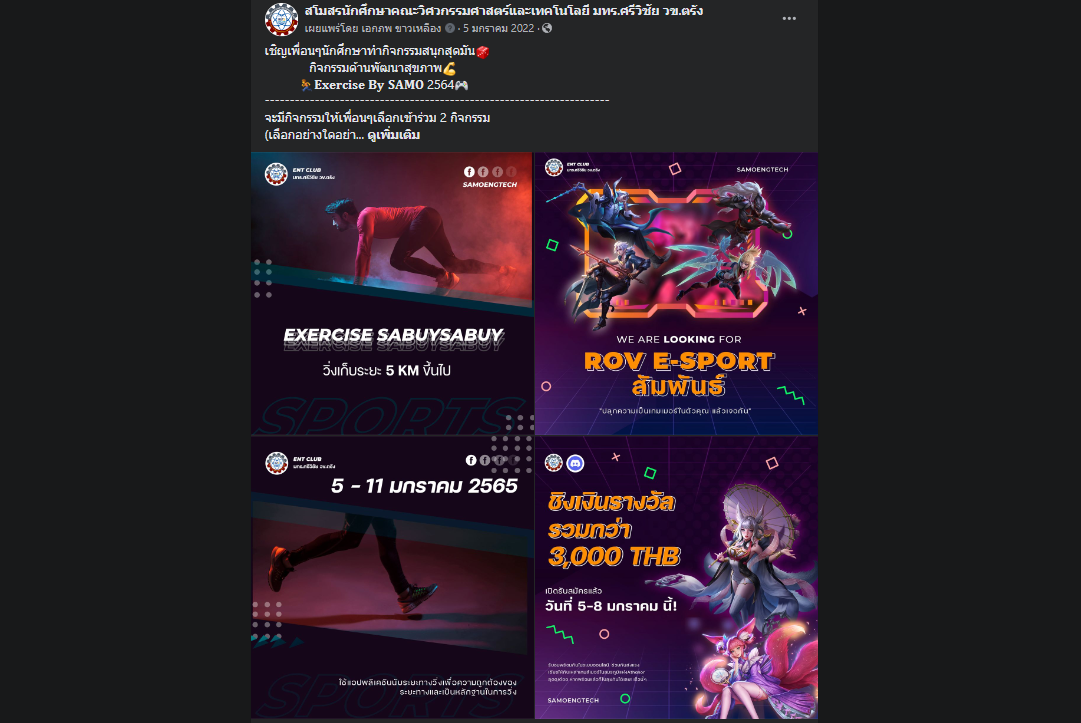 สโมสรนักศึกษาคณะวิศวกรรมศาสตร์และเทคโนโลยี มทร.ศรีวิชัย วข.ตรัง
เผยแพร่โดย เอกภพ ขาวเหลือง · 5 มกราคม 2022 ·
เชิญเพื่อนๆนักศึกษาทำกิจกรรมสนุกสุดมัน
กิจกรรมด้านพัฒนาสุขภาพ
Exercise By SAMO 2564
---------------------------------------------------------------------
จะมีกิจกรรมให้เพื่อนๆเลือกเข้าร่วม 2 กิจกรรม
(เลือกอย่างใดอย่า... ดูเพิ่มเติม
ENT CLUB
มทร.ศรีวิชัย วข.ตรัง
SAMOENGTECH
EXERCISE SABUYSABUY
EXERCISE SABUYSABUY
วิ่งเก็บระยะ 5 KM ขึ้นไป
SPORTS
ENT CLUB
มทร.ศรีวิชัย วข.ตรัง
SAMOENGTECH
WE ARE LOOKING FOR
ROV E-SPORT
สัมพันธ์
"ปลุกความเป็นเกมเมอร์ในตัวคุณ แล้วเจอกัน"
ENT CLUB
มทร.ศรีวิชัย วข.ตรัง
5 - 11 มกราคม 2565
ใช้แอปพลิเคชันนับระยะทางวิ่งเพื่อความถูกต้องของ
ระยะทางและเป็นหลักฐานในการวิ่ง
SPORTS
ชิงเงินรางวัล
รวมกว่า
3,000 THB
เปิดรับสมัครแล้ว
วันที่ 5-8 มกราคม นี้!
SAMOENGTECH